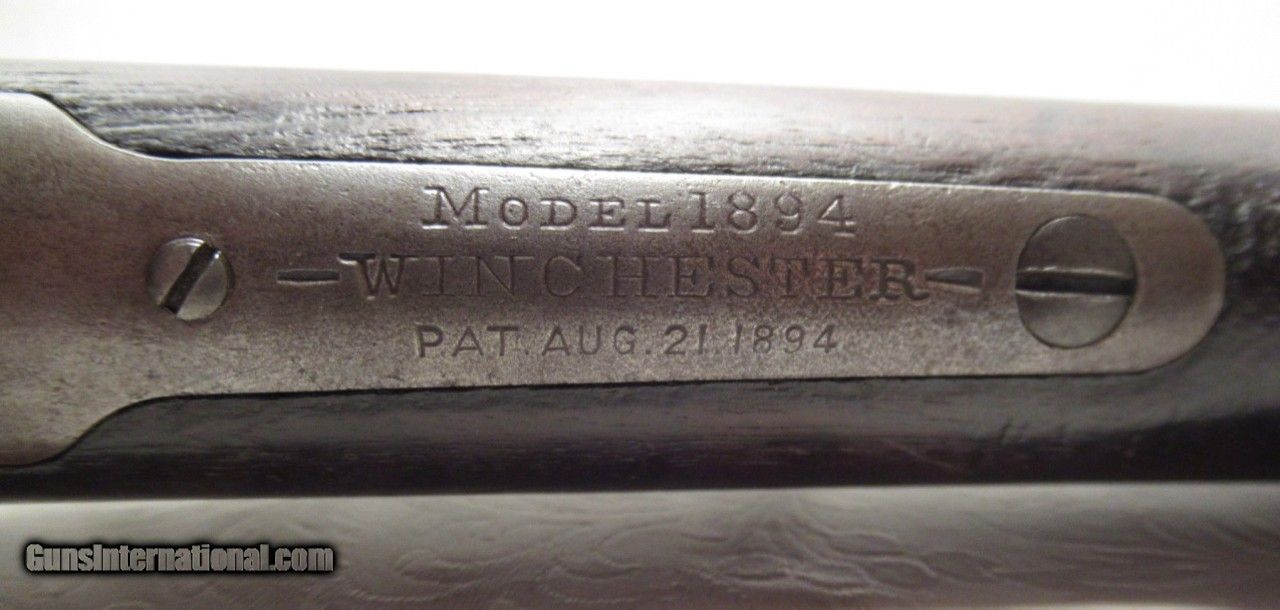 MODEL 1894
—WINCHESTER—
PAT. AUG. 21. 1894
GunsInternational.com